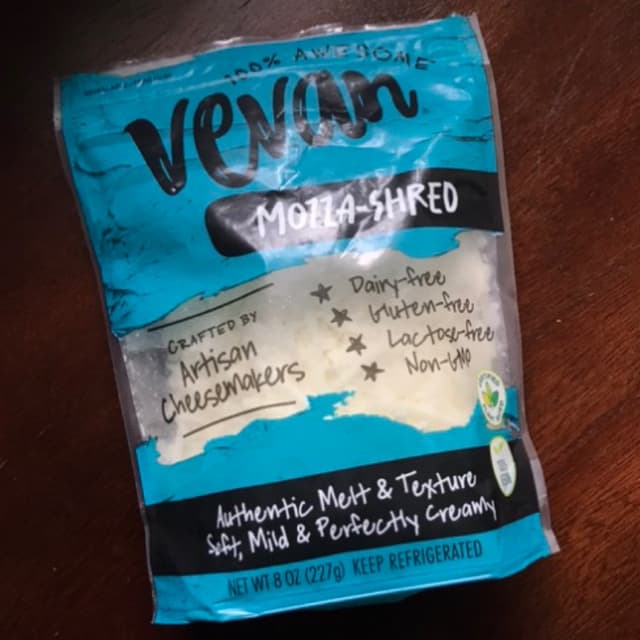 100% AWESOME
vevan
MOZZA-SHRED
Dairy-free
Gluten-free
Lactose-free
Non-GMO
CRAFTED BY
Artisan
Cheesemakers
Authentic Melt & Texture
Soft, Mild & Perfectly Creamy
NET WT 8 OZ (227g) KEEP REFRIGERATED